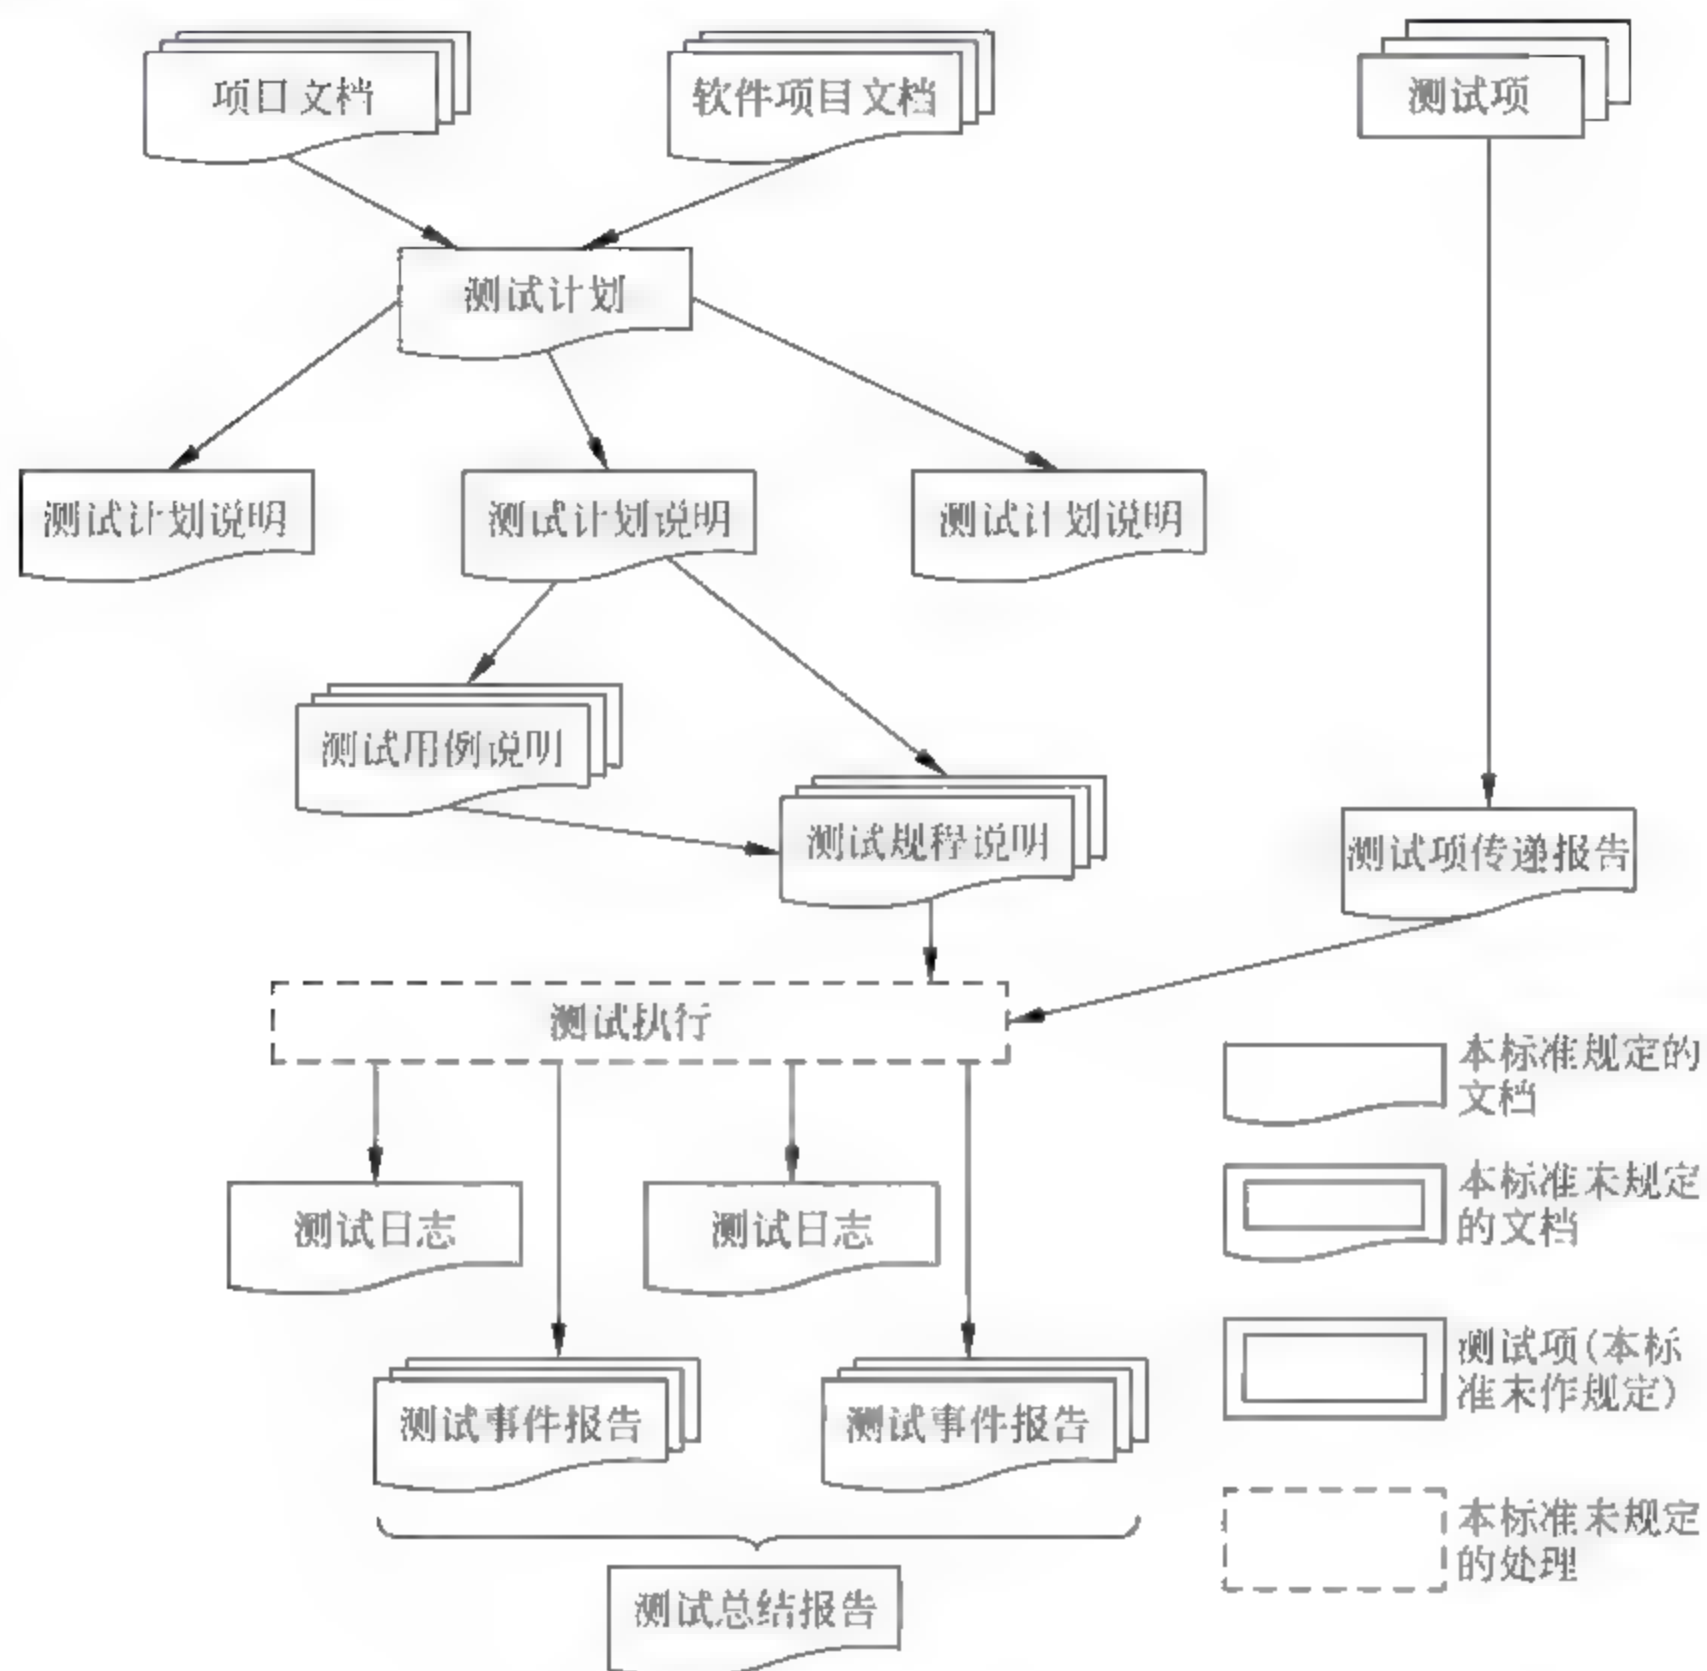 项目文档
软件项目文档
测试项
测试计划
测试计划说明
测试计划说明
测试计划说明
测试用例说明
测试规程说明
测试项传递报告
测试执行
本标准规定的
文档
测试日志
测试日志
本标准未规定
的文档
测试事件报告
测试事件报告
测试项(本标
准未作规定)
本标准未规定
的处理
测试总结报告